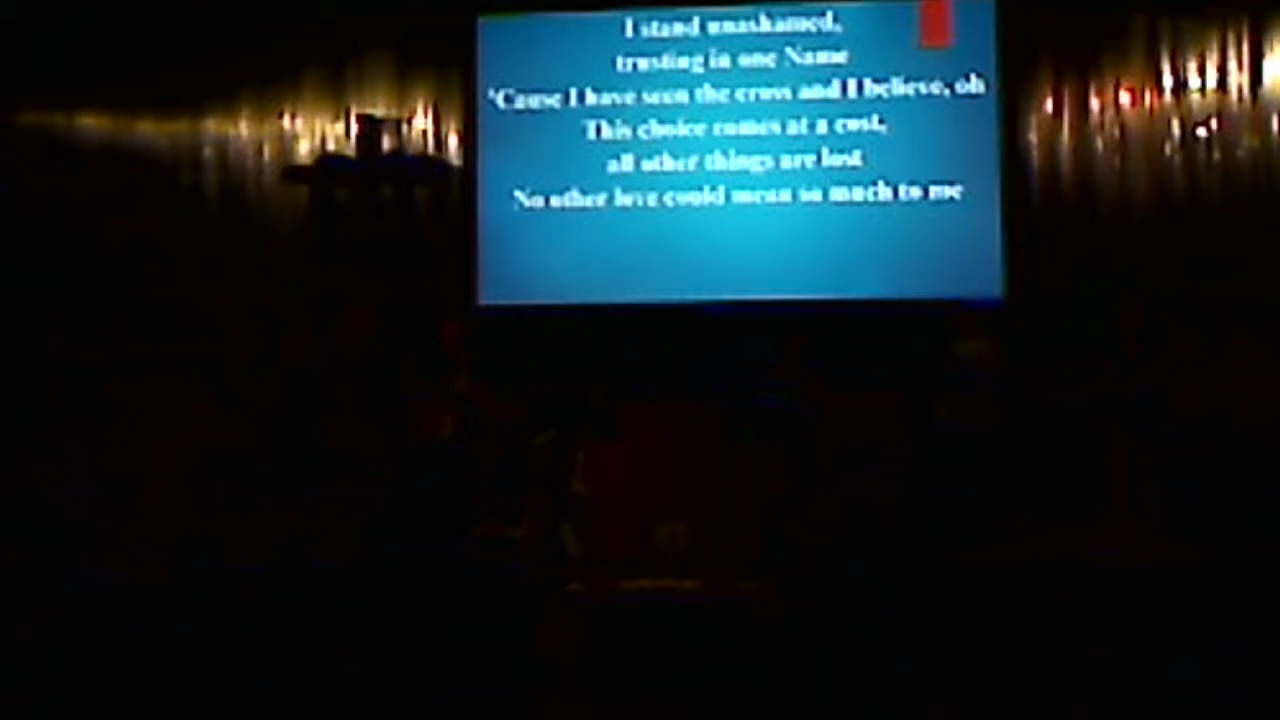 I stand unashamed,
trusting in one Name
'Cause I have seen the cross and I believe, oh
This choice comes at a cost,
all other things are lost
No other love could mean so much to me